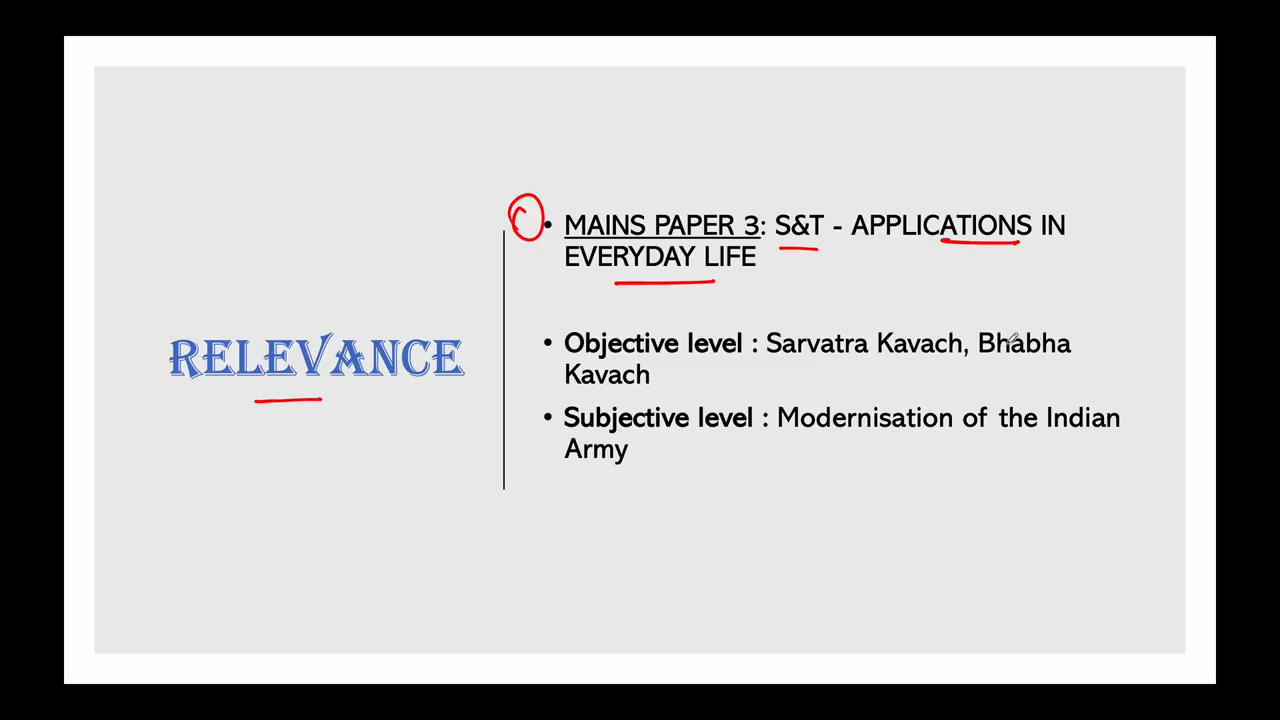 RELEVANCE
• MAINS PAPER 3: S&T - APPLICATIONS IN
EVERYDAY LIFE
• Objective level : Sarvatra Kavach, Bhabha
Kavach
• Subjective level : Modernisation of the Indian
Army